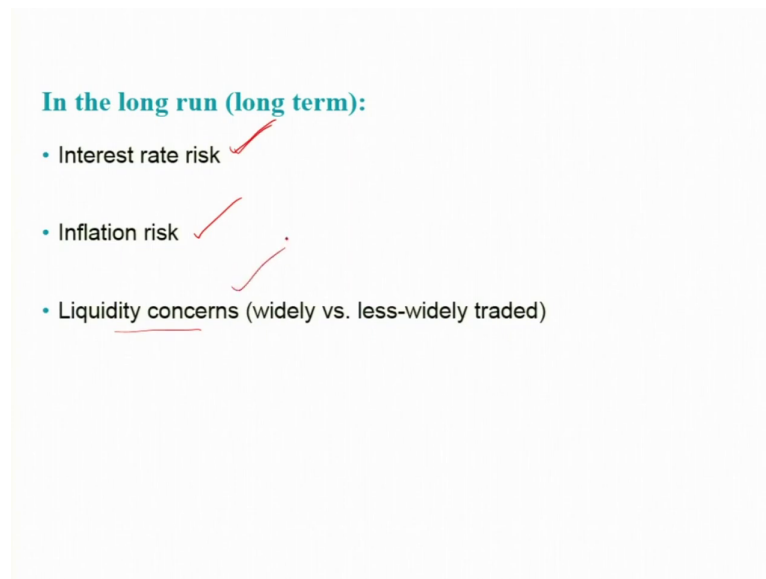 In the long run (long term):
• Interest rate risk
• Inflation risk
• Liquidity concerns (widely vs. less-widely traded)